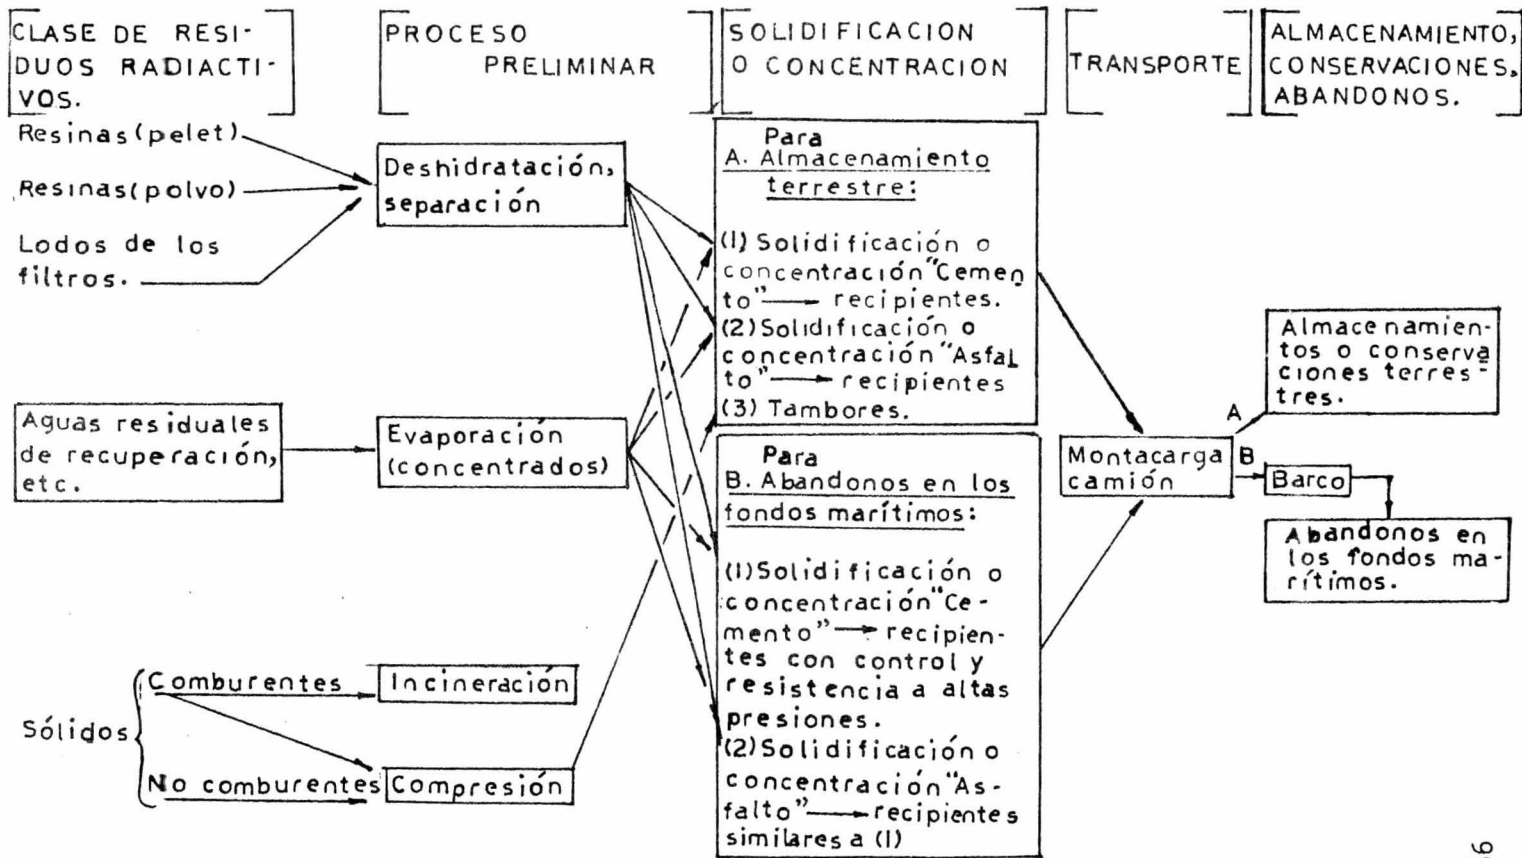 CLASE DE RESI-
DUOS RADIACTI-
VOS.
PROCESO
PRELIMINAR
SOLIDIFICACION
O CONCENTRACION
TRANSPORTE
ALMACENAMIENTO,
CONSERVACIONES,
ABANDONOS.
Resinas(pelet)
Resinas(polvo)
Lodos de los
filtros.
Deshidratación,
separación
Para
A. Almacenamiento
terrestre:
(1) Solidificación o
concentración "Cemen
to" → recipientes.
(2) Solidificación o
concentración "Asfal
to" → recipientes
(3) Tambores.
Aguas residuales
de recuperación,
etc.
Evaporación
(concentrados)
Para
B. Abandonos en los
fondos marítimos:
(1) Solidificación o
concentración "Ce-
mento" → recipien-
tes con control y
resistencia a altas
presiones.
(2) Solidificación o
concentración "As-
falto" → recipientes
similares a (1)
Sólidos
Comburentes
No comburentes
Incineración
Compresión
Montacarga
camión
A
B
Almacenamien-
tos o conserva
ciones terres-
tres.
Barco
Abandonos en
los fondos ma-
rítimos.